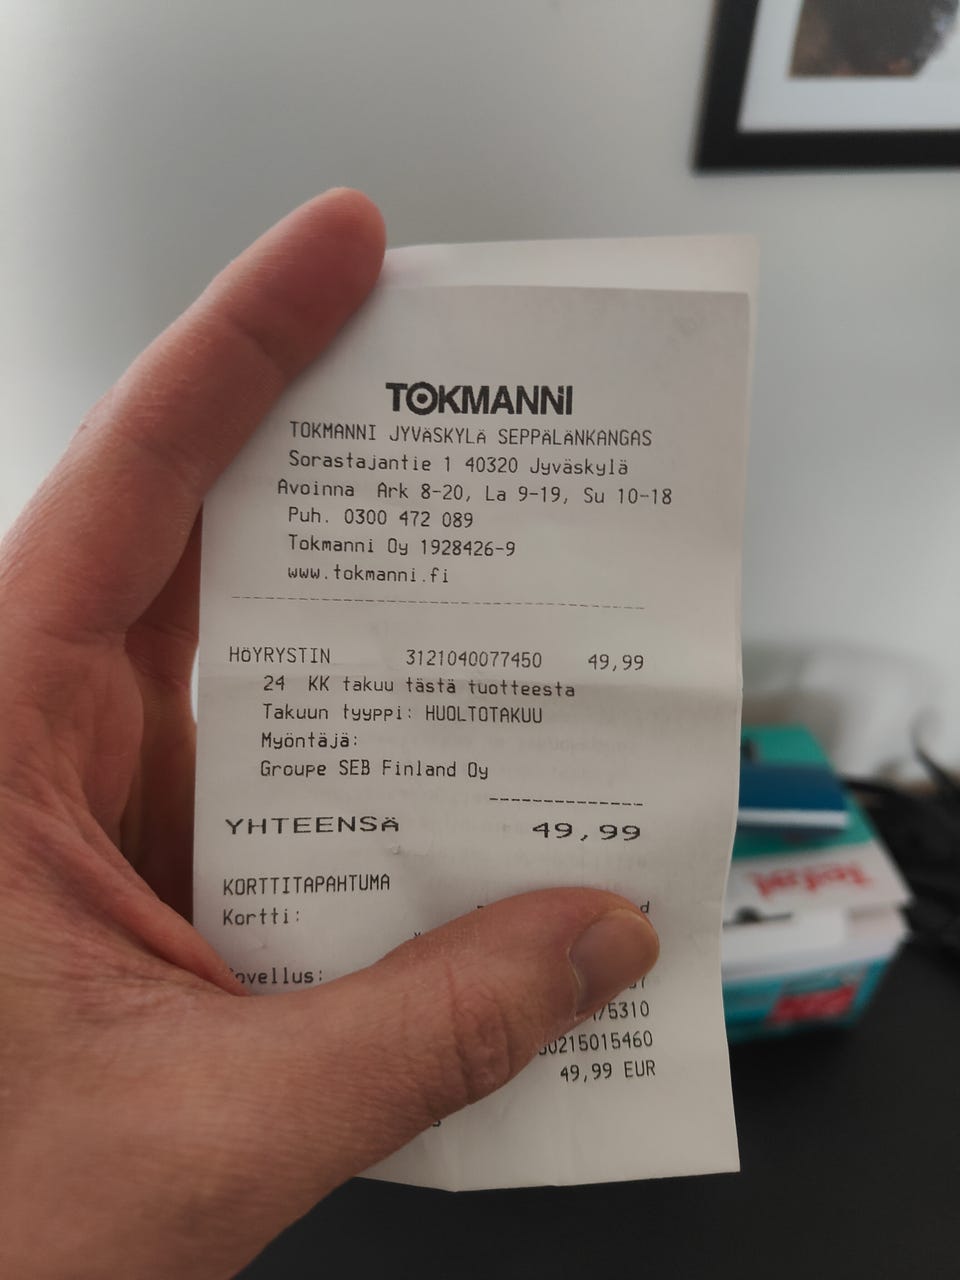 TOKMANNI
TOKMANNI JYVÄSKYLÄ SEPPÄLÄNKANGAS
Sorastajantie 1 40320 Jyväskylä
Avoinna Ark 8-20, La 9-19, Su 10-18
Puh. 0300 472 089
Tokmanni Oy 1928426-9
www.tokmanni.fi
HÖYRYSTIN 3121040077450 49,99
24 KK takuu tästä tuotteesta
Takuun tyyppi: HUOLTOTAKUU
Myöntäjä:
Groupe SEB Finland Oy
YHTEENSÄ 49,99
KORTTITAPAHTUMA
Kortti:
49,99 EUR
Tefal